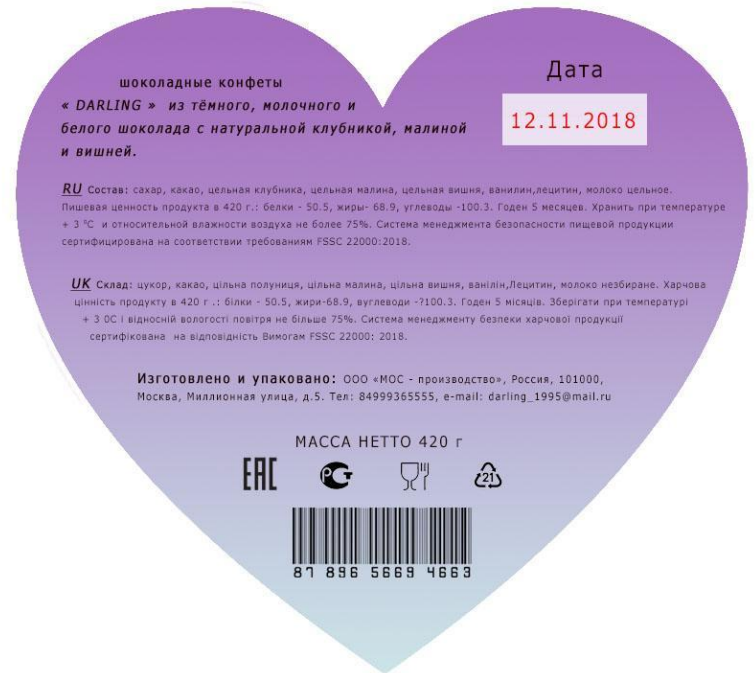 шоколадные конфеты
« DARLING » из тёмного, молочного и
белого шоколада с натуральной клубникой, малиной
и вишней.
Дата
12.11.2018
RU Состав: сахар, какао, цельная клубника, цельная малина, цельная вишня, ванилин,лецитин, молоко цельное.
Пишевая ценность продукта в 420 г.: белки - 50.5, жиры- 68.9, углеводы -100.3. Годен 5 месяцев. Хранить при температуре
+ 3 °C и относительной влажности воздуха не более 75%. Система менеджмента безопасности пищевой продукции
сертифицирована на соответствии требованиям FSSC 22000:2018.
UK Склад: цукор, какао, цільна полуниця, цільна малина, цільна вишня, ванілін,Лецитин, молоко незбиране. Харчова
цінність продукту в 420 г .: білки - 50.5, жири-68.9, вуглеводи -?100.3. Годен 5 місяців. Зберігати при температурі
+ 3 0С і відносній вологості повітря не більше 75%. Система менеджменту безпеки харчової продукції
сертифікована на відповідність Вимогам FSSC 22000: 2018.
Изготовлено и упаковано: ООО «МОС - производство», Россия, 101000,
Москва, Миллионная улица, д.5. Тел: 84999365555, e-mail: darling_1995@mail.ru
МАССА НЕТТО 420 г
EAC РСТ 21
87 896 5669 4663